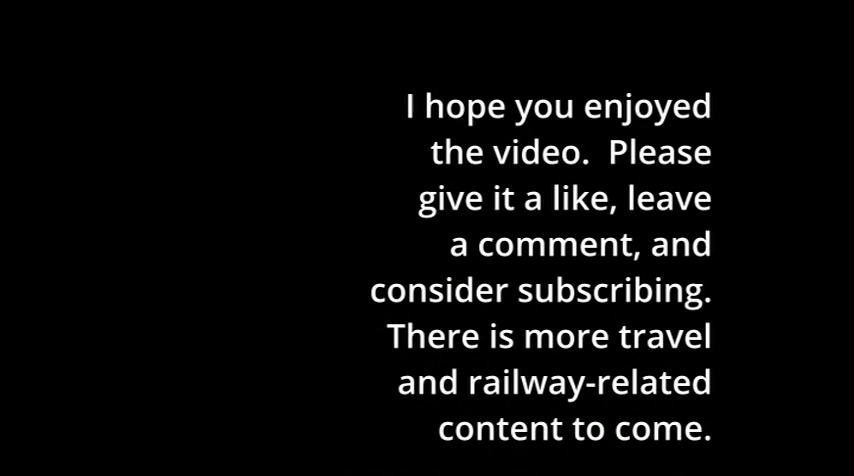 I hope you enjoyed
the video.  Please
give it a like, leave
a comment, and
consider subscribing.
There is more travel
and railway-related
content to come.